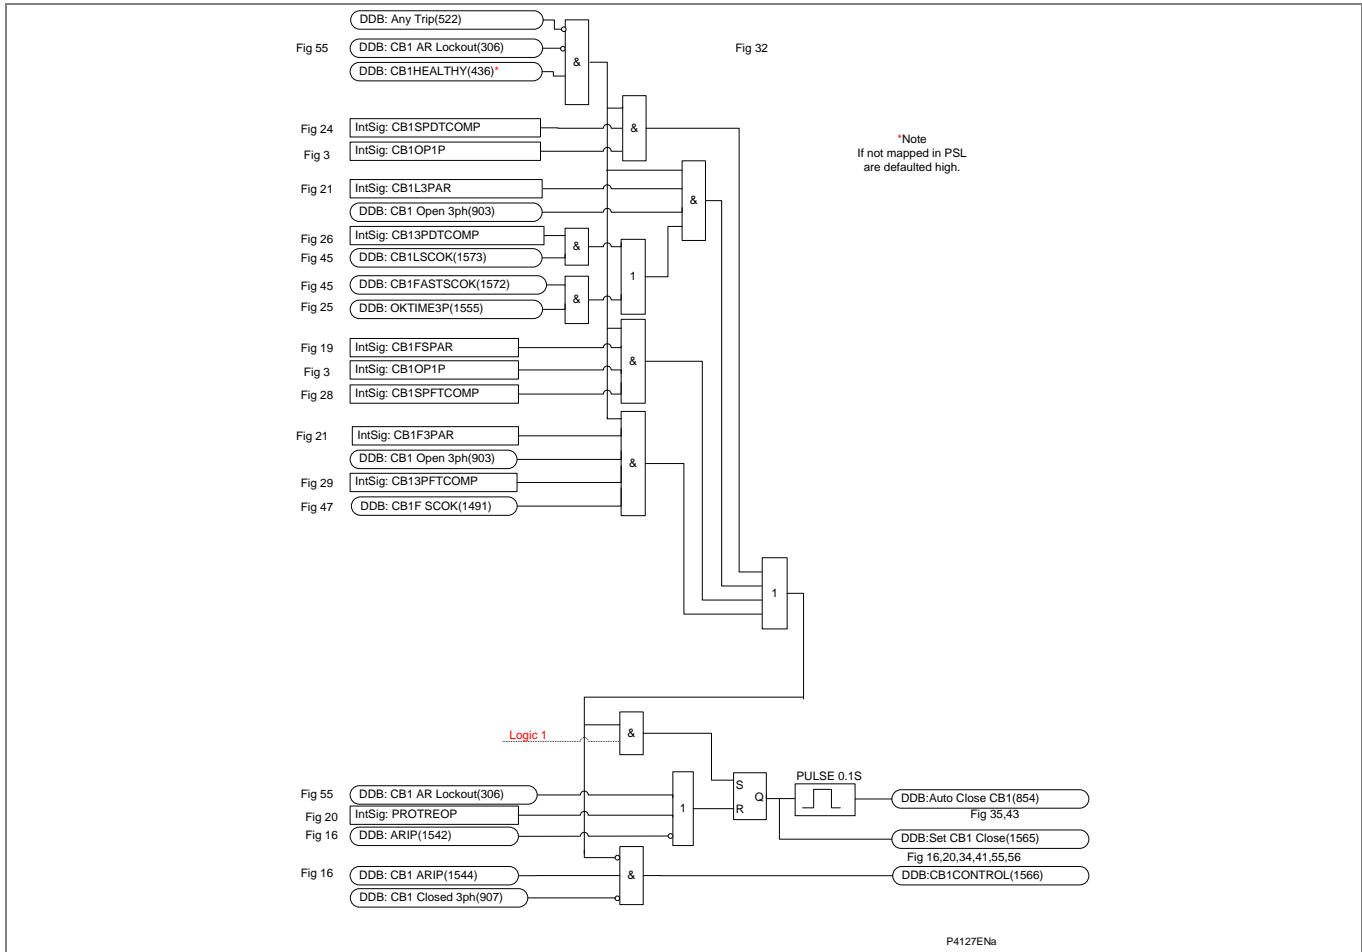 DDB: Any Trip(522)
Fig 55 DDB: CB1 AR Lockout(306)
Fig 32
DDB: CB1HEALTHY(436)*
&
Fig 24 IntSig: CB1SPDTCOMP
&
Fig 3 IntSig: CB1OP1P
*Note
If not mapped in PSL
are defaulted high.
Fig 21 IntSig: CB1L3PAR
&
DDB: CB1 Open 3ph(903)
Fig 26 IntSig: CB13PDTCOMP
&
Fig 45 DDB: CB1LSCOK(1573)
1
Fig 45 DDB: CB1FASTSCOK(1572)
&
Fig 25 DDB: OKTIME3P(1555)
Fig 19 IntSig: CB1FSPAR
&
Fig 3 IntSig: CB1OP1P
Fig 28 IntSig: CB1SPFTCOMP
Fig 21 IntSig: CB1F3PAR
DDB: CB1 Open 3ph(903)
&
Fig 29 IntSig: CB13PFTCOMP
Fig 47 DDB: CB1F SCOK(1491)
1
Logic 1
&
PULSE 0.1S
Fig 55 DDB: CB1 AR Lockout(306)
1
S
Q
R
DDB:Auto Close CB1(854)
Fig 35,43
Fig 20 IntSig: PROTREOP
Fig 16 DDB: ARIP(1542)
DDB:Set CB1 Close(1565)
Fig 16,20,34,41,55,56
Fig 16 DDB: CB1 ARIP(1544)
&
DDB:CB1CONTROL(1566)
DDB: CB1 Closed 3ph(907)
P4127ENa